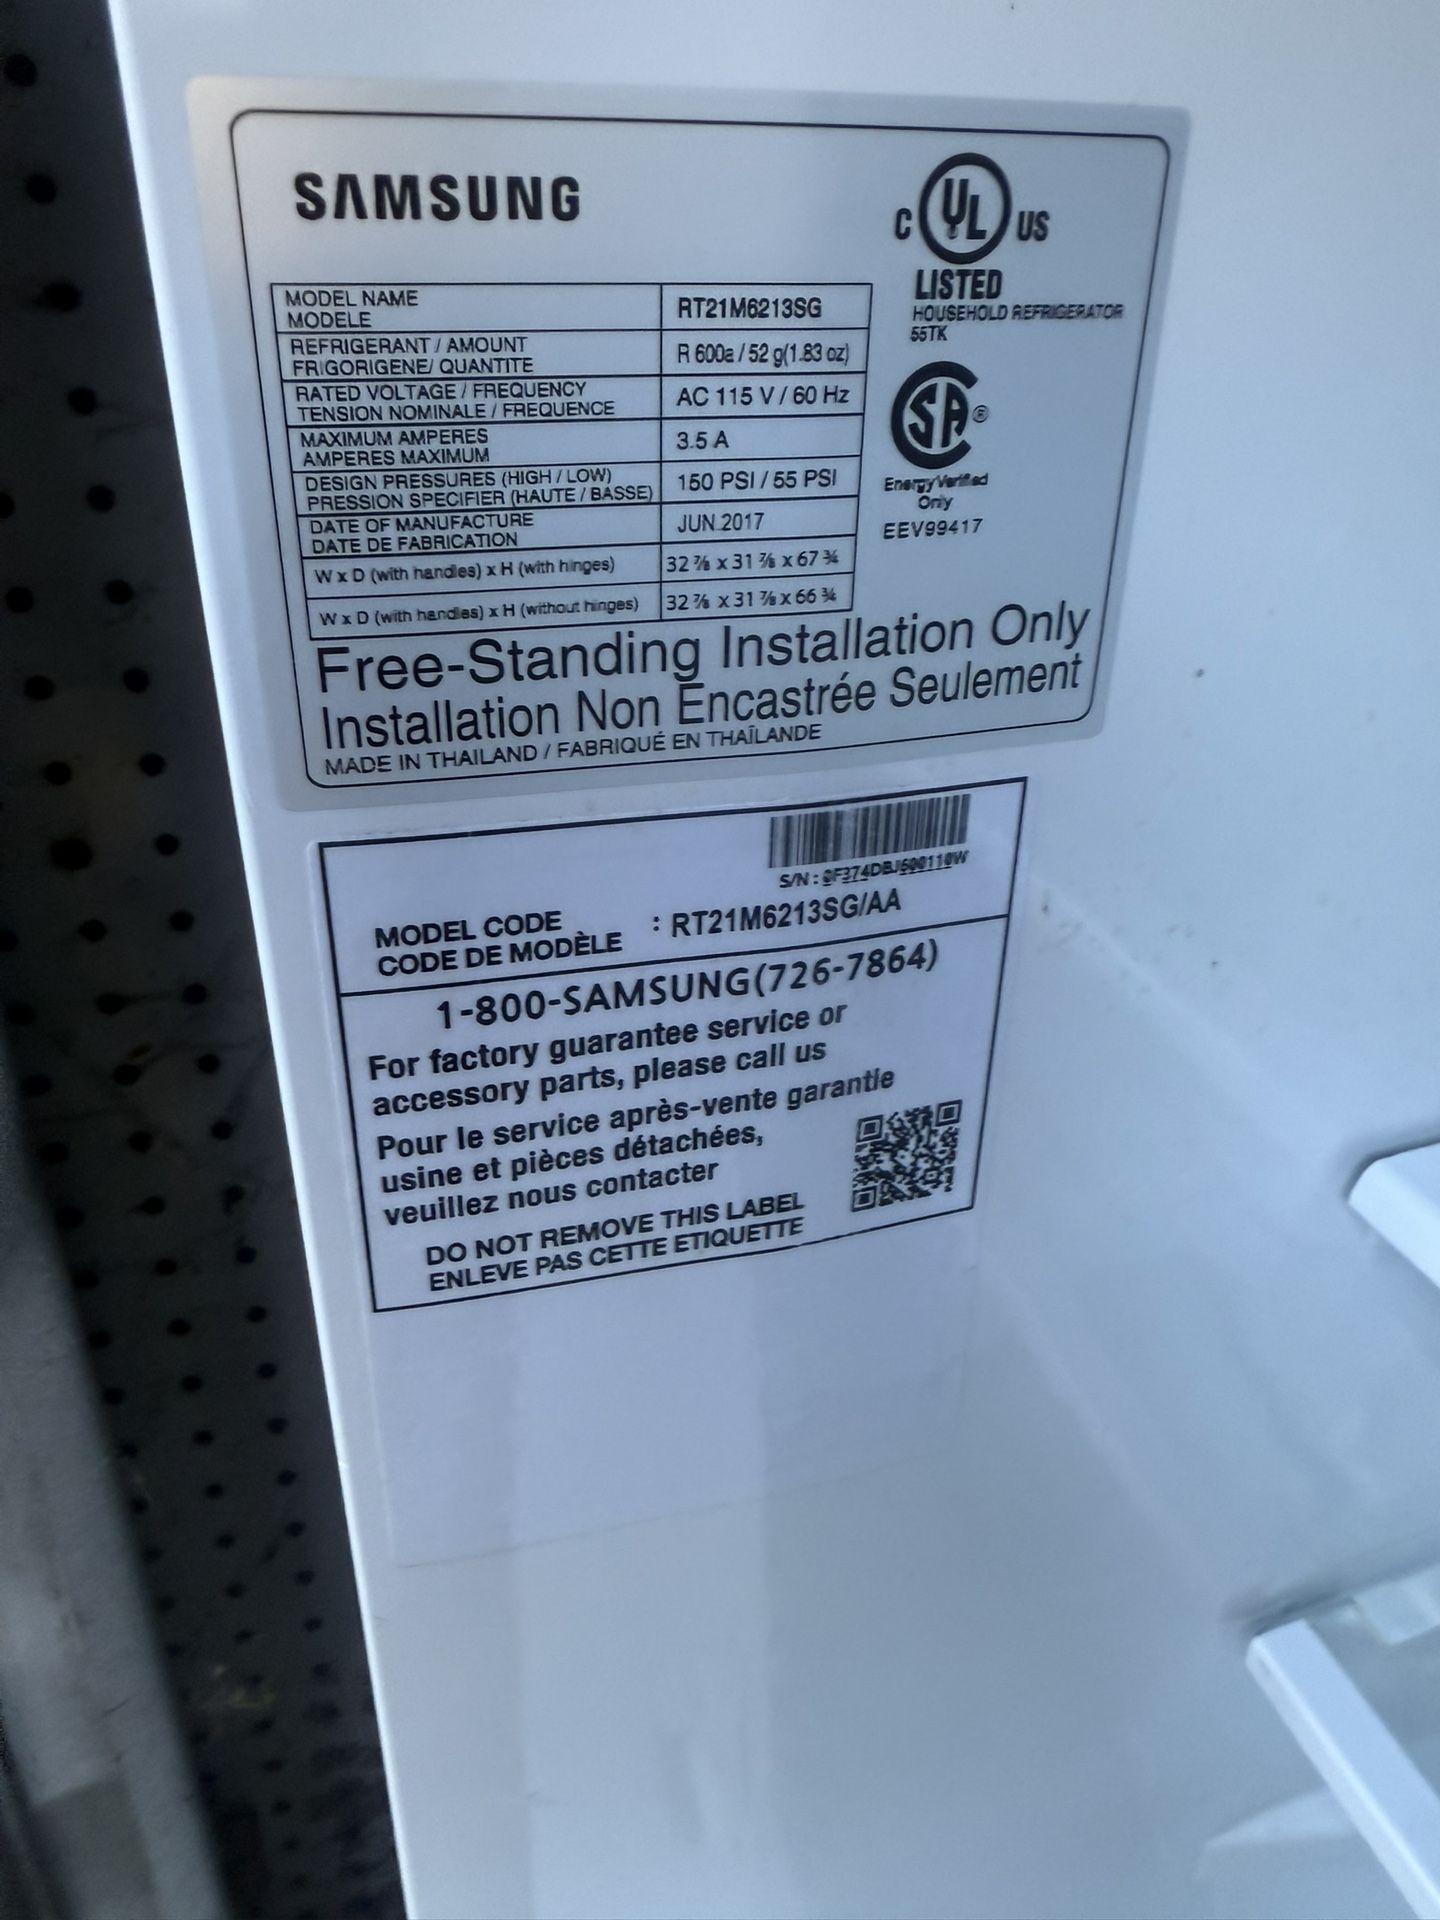 SAMSUNG
C UL US
LISTED
HOUSEHOLD REFRIGERATOR
55TK
MODEL NAME
MODELE
RT21M6213SG
REFRIGERANT / AMOUNT
FRIGORIGENE/ QUANTITE
R 600a / 52 g(1.83 oz)
RATED VOLTAGE / FREQUENCY
TENSION NOMINALE / FREQUENCE
AC 115 V / 60 Hz
MAXIMUM AMPERES
AMPERES MAXIMUM
3.5 A
DESIGN PRESSURES (HIGH / LOW)
PRESSION SPECIFIER (HAUTE / BASSE)
150 PSI / 55 PSI
DATE OF MANUFACTURE
DATE DE FABRICATION
JUN.2017
W x D (with handles) x H (with hinges)
32 ⅞ x 31 ⅞ x 67 ¾
W x D (with handles) x H (without hinges)
32 ⅞ x 31 ⅞ x 66 ¾
SA®
Energy Verified
Only
EEV99417
Free-Standing Installation Only
Installation Non Encastrée Seulement
MADE IN THAILAND / FABRIQUÉ EN THAÏLANDE
S/N :
MODEL CODE
CODE DE MODÈLE
: RT21M6213SG/AA
1-800-SAMSUNG(726-7864)
For factory guarantee service or
accessory parts, please call us
Pour le service après-vente garantie
usine et pièces détachées,
veuillez nous contacter
DO NOT REMOVE THIS LABEL
ENLEVE PAS CETTE ETIQUETTE